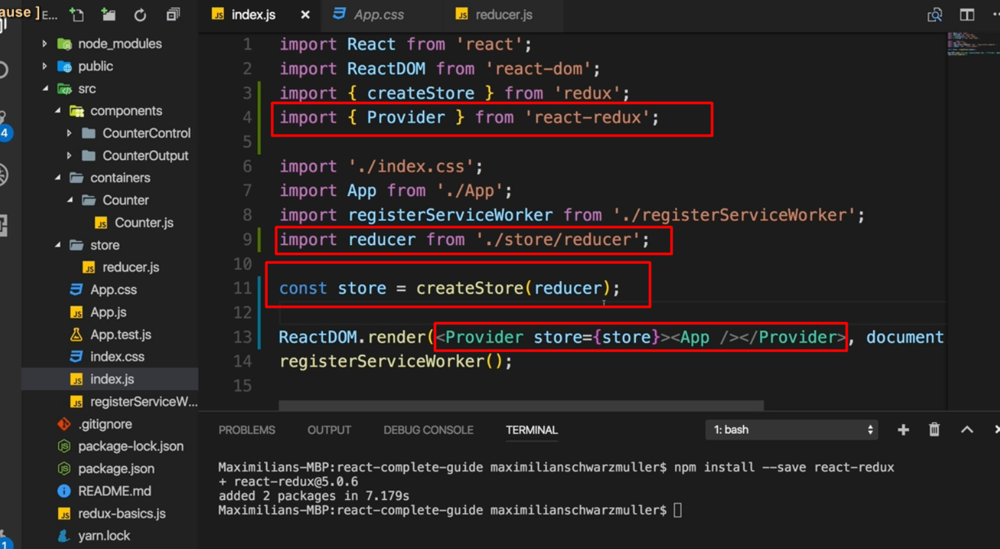 ause ]
E...
index.js
App.css
reducer.js
node_modules
public
src
components
CounterControl
CounterOutput
containers
Counter
Counter.js
store
reducer.js
App.css
App.js
App.test.js
index.css
index.js
registerServiceW...
.gitignore
package-lock.json
package.json
README.md
redux-basics.js
yarn.lock
4
1
1 import React from 'react';
2 import ReactDOM from 'react-dom';
3 import { createStore } from 'redux';
4 import { Provider } from 'react-redux';
5
6 import './index.css';
7 import App from './App';
8 import registerServiceWorker from './registerServiceWorker';
9 import reducer from './store/reducer';
10
11 const store = createStore(reducer);
12
13 ReactDOM.render(<Provider store={store}><App /></Provider>, document
14 registerServiceWorker();
15
PROBLEMS OUTPUT DEBUG CONSOLE TERMINAL 1: bash
Maximilians-MBP:react-complete-guide maximilianschwarzmuller$ npm install --save react-redux
+ react-redux@5.0.6
added 2 packages in 7.179s
Maximilians-MBP:react-complete-guide maximilianschwarzmuller$